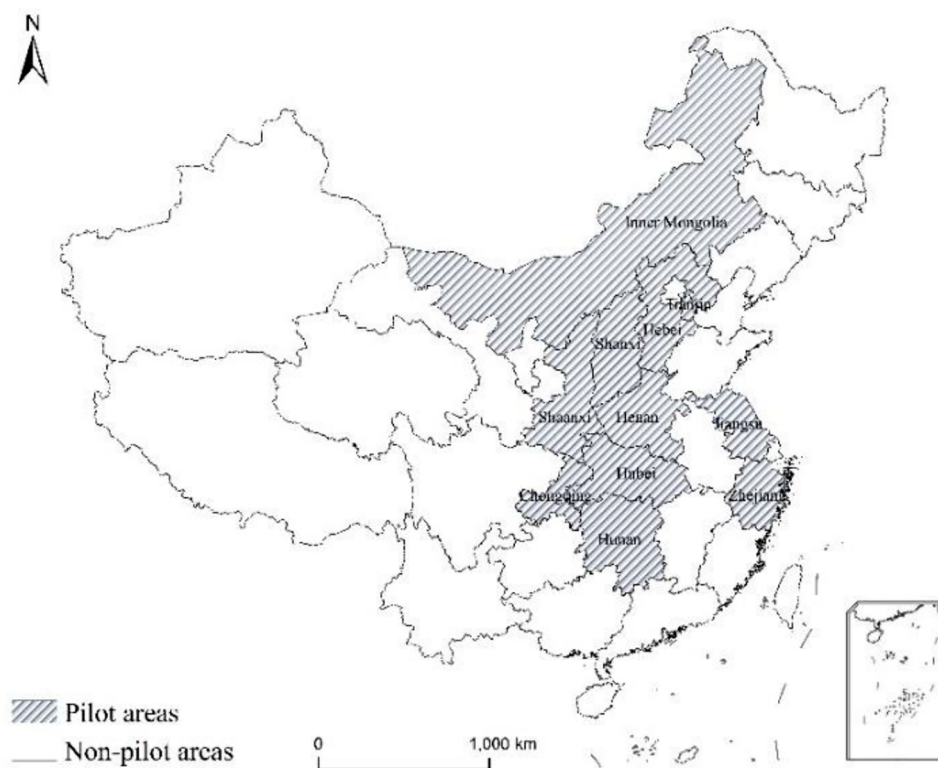 N
Inner Mongolia
Tianjin
Hebei
Shanxi
Shaanxi
Henan
Jiangsu
Hubei
Chongqing
Zhejiang
Hunan
Pilot areas
Non-pilot areas
0
1,000 km